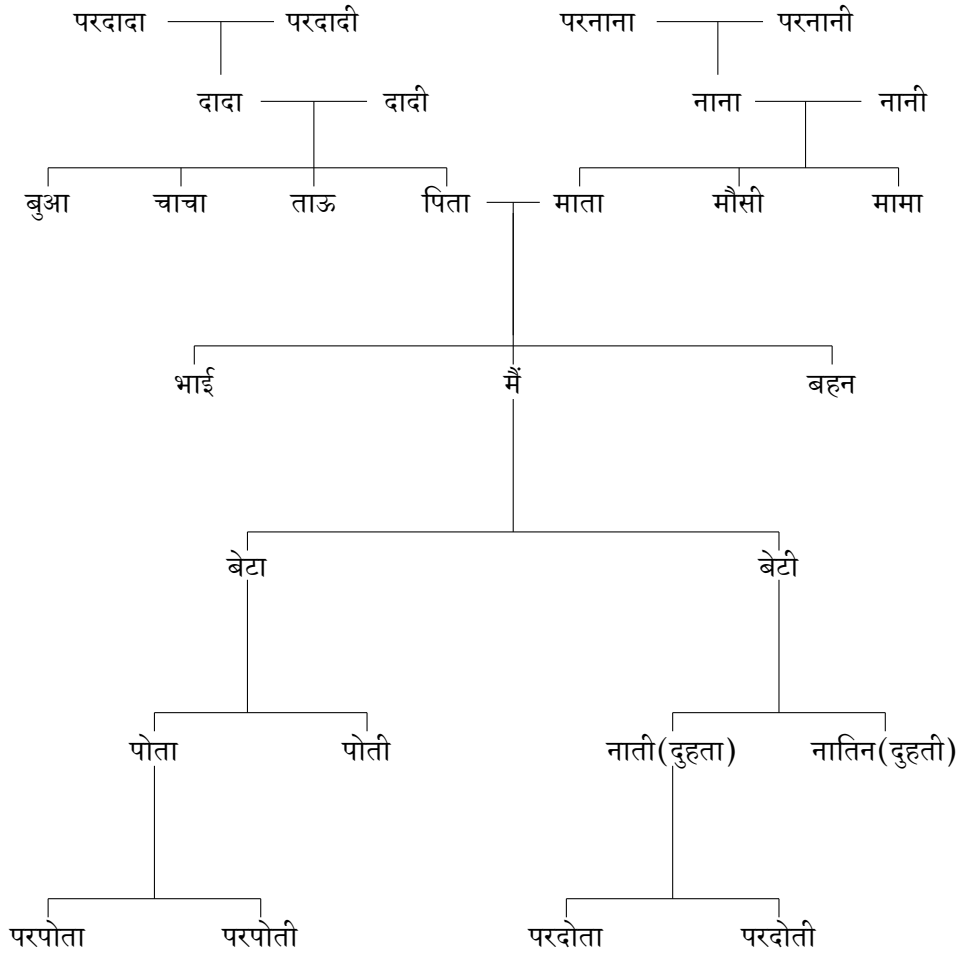 परदादा परदादी परनाना परनानी
दादा दादी नाना नानी
बुआ चाचा ताऊ पिता माता मौसी मामा
भाई मैं बहन
बेटा बेटी
पोता पोती नाती(दुहता) नातिन(दुहती)
परपोता परपोती परदोता परदोती